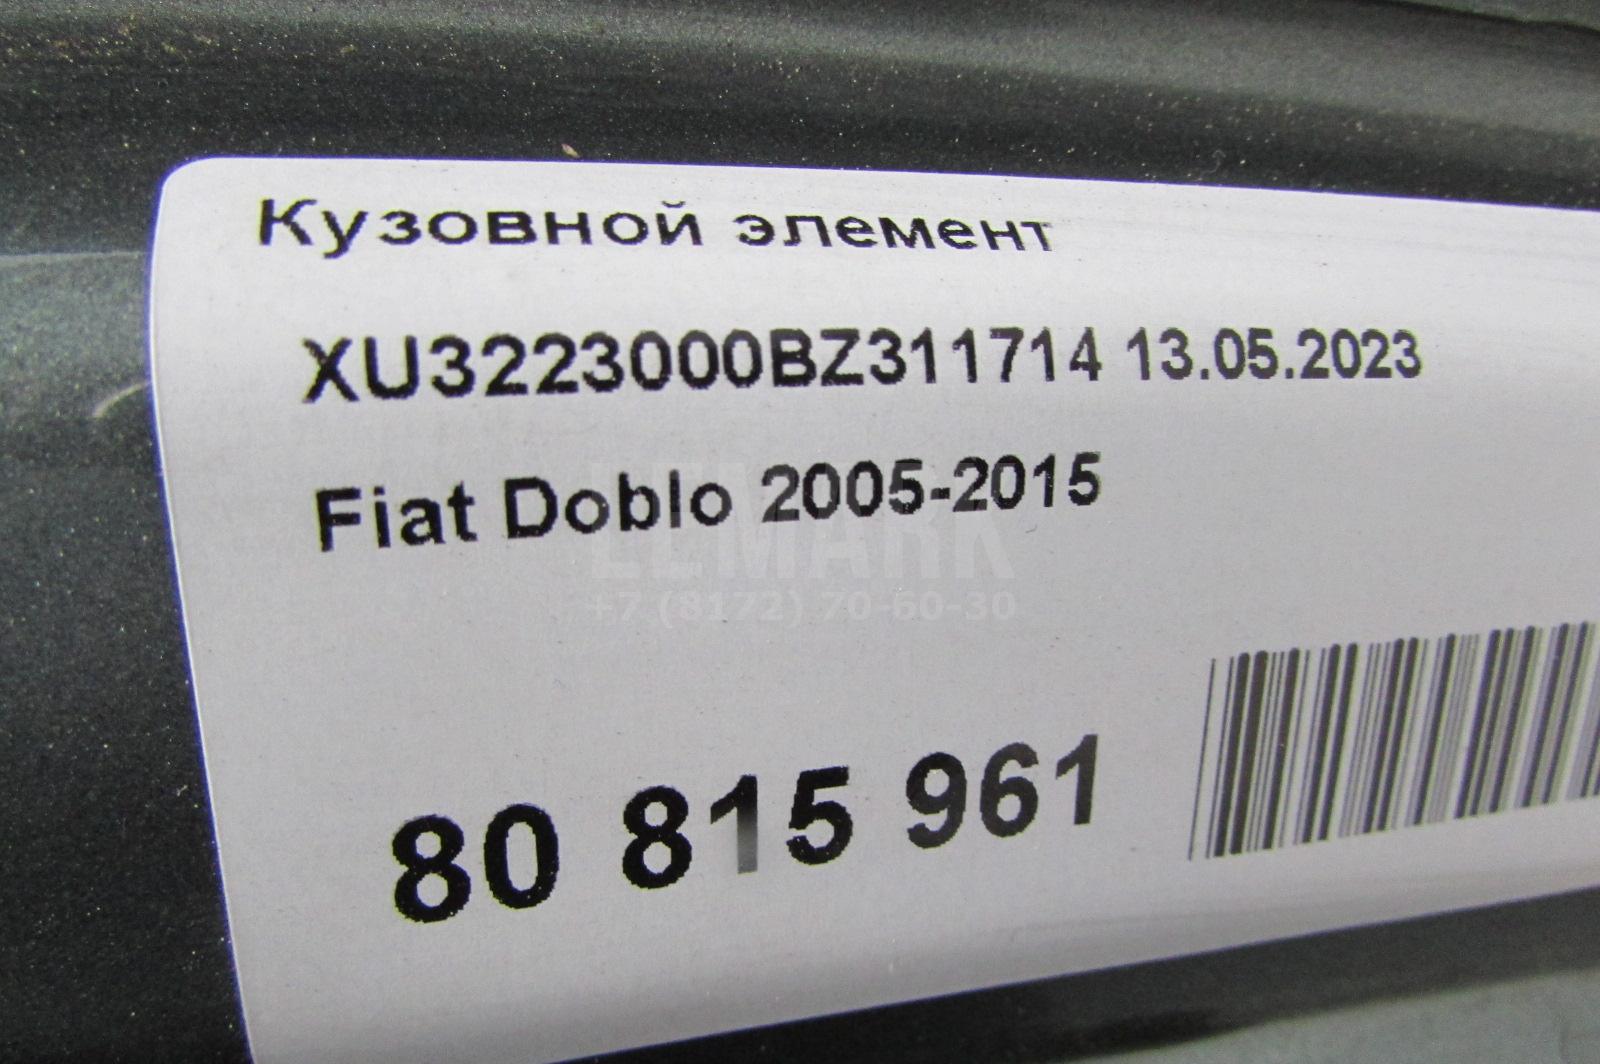 Кузовной элемент
XU3223000BZ311714 13.05.2023
Fiat Doblo 2005-2015
LEMARK
+7 (8172) 70-60-30
80 815 961